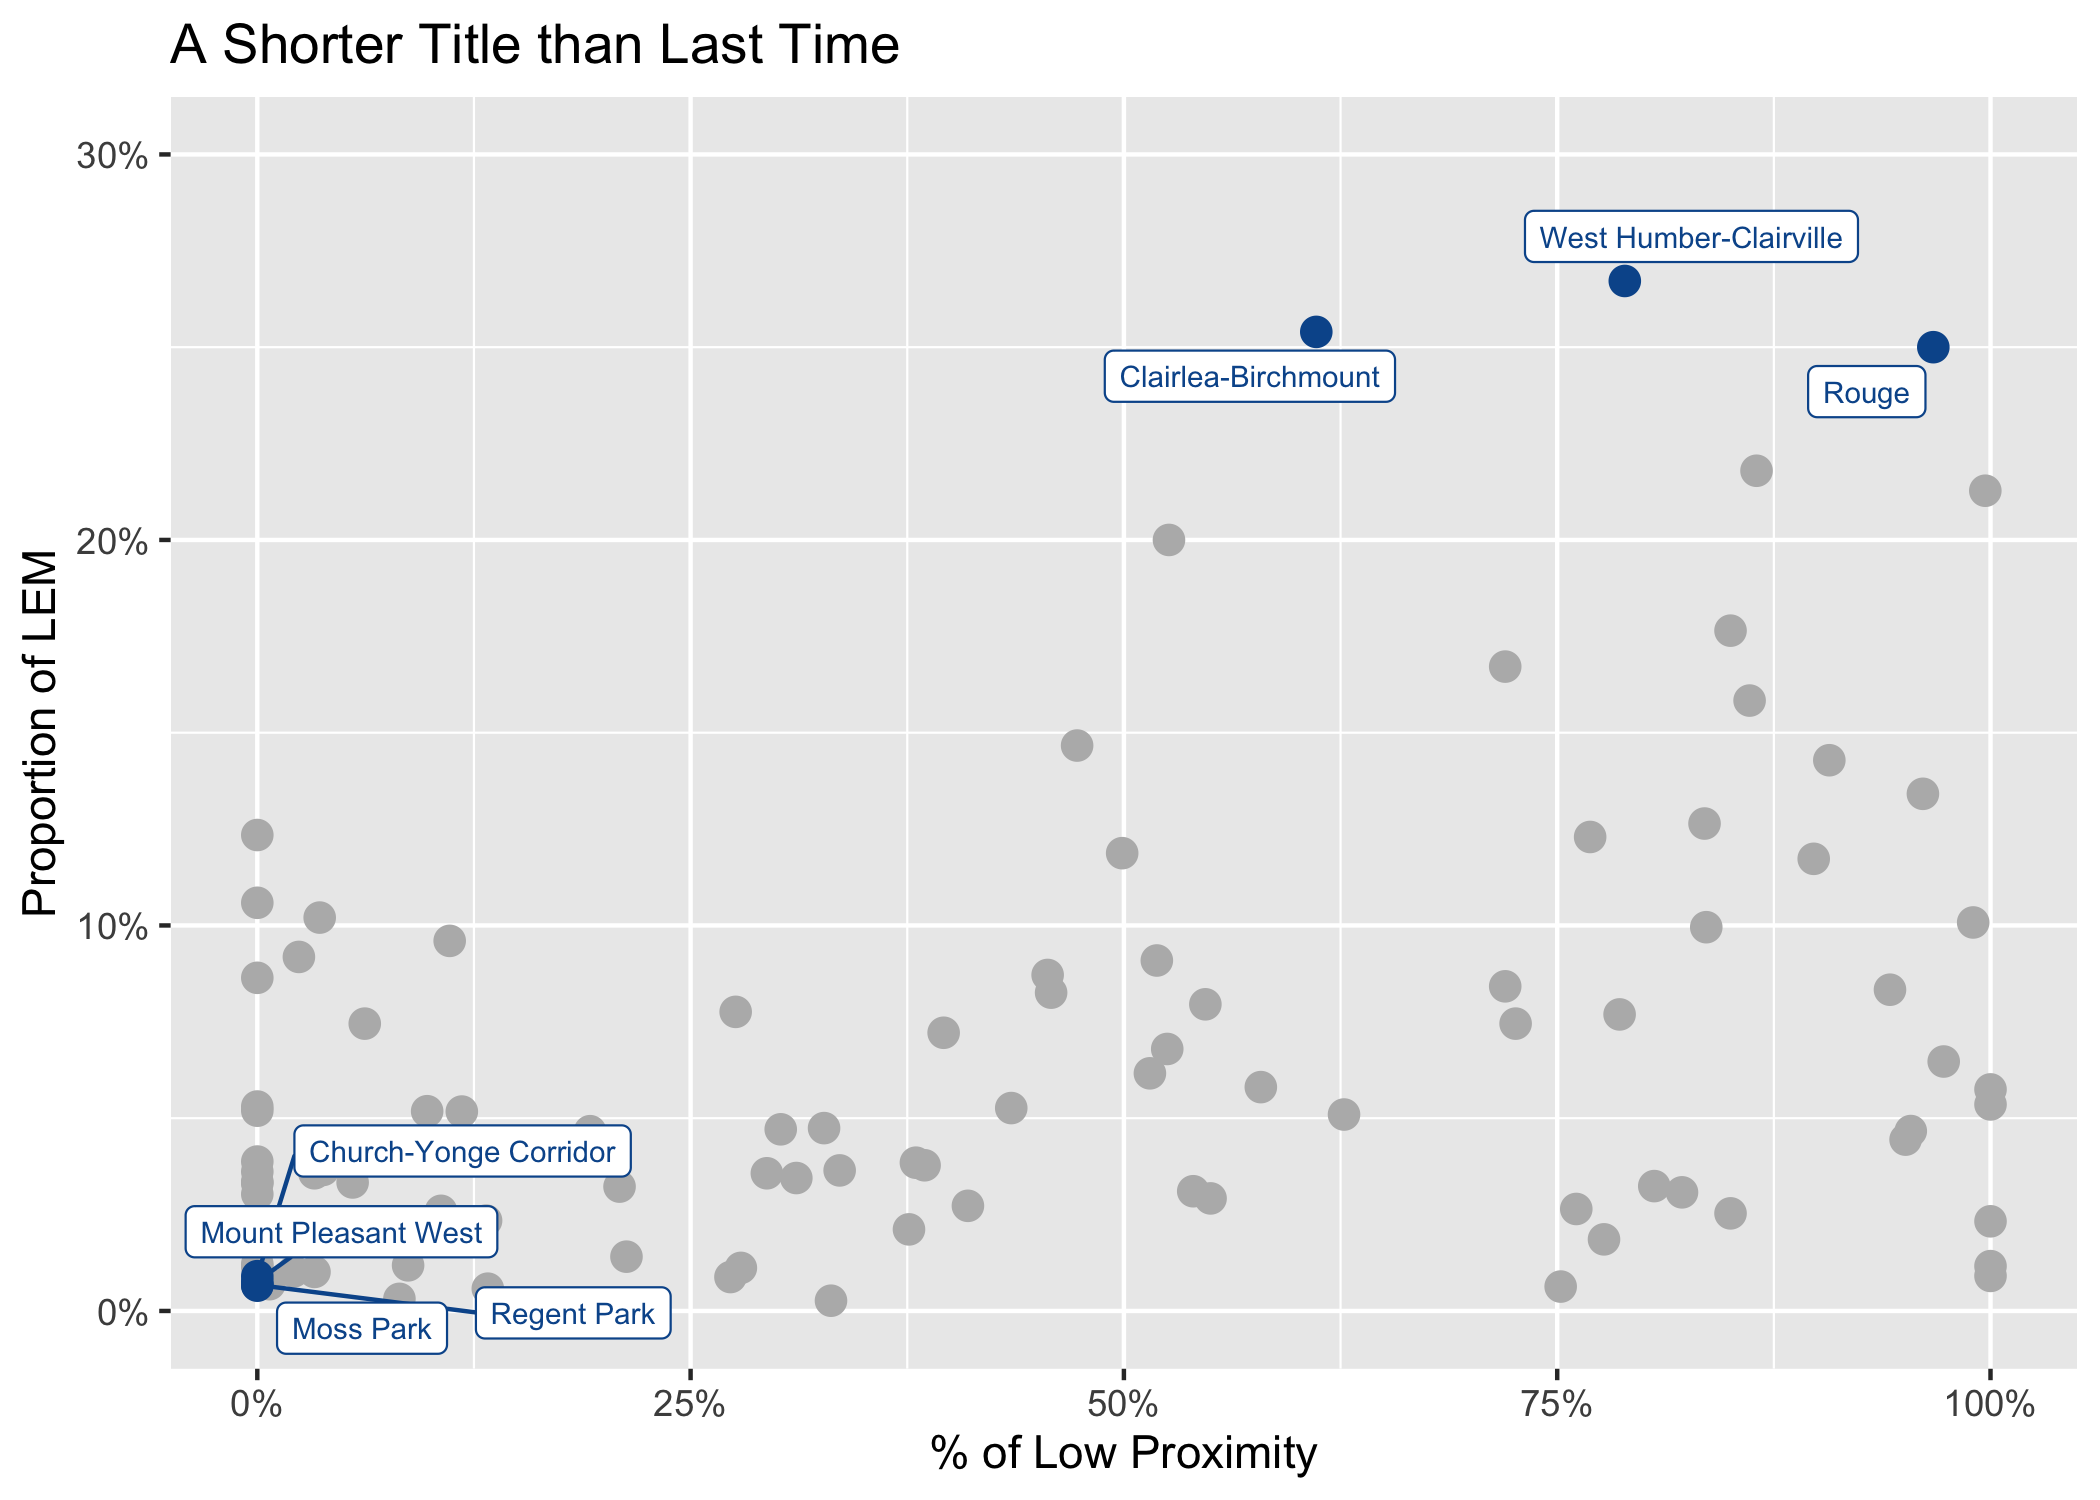 A Shorter Title than Last Time
30%
20%
10%
0%
Proportion of LEM
West Humber-Clairville
Clairlea-Birchmount
Rouge
Church-Yonge Corridor
Mount Pleasant West
Regent Park
Moss Park
0%
25%
50%
75%
100%
% of Low Proximity